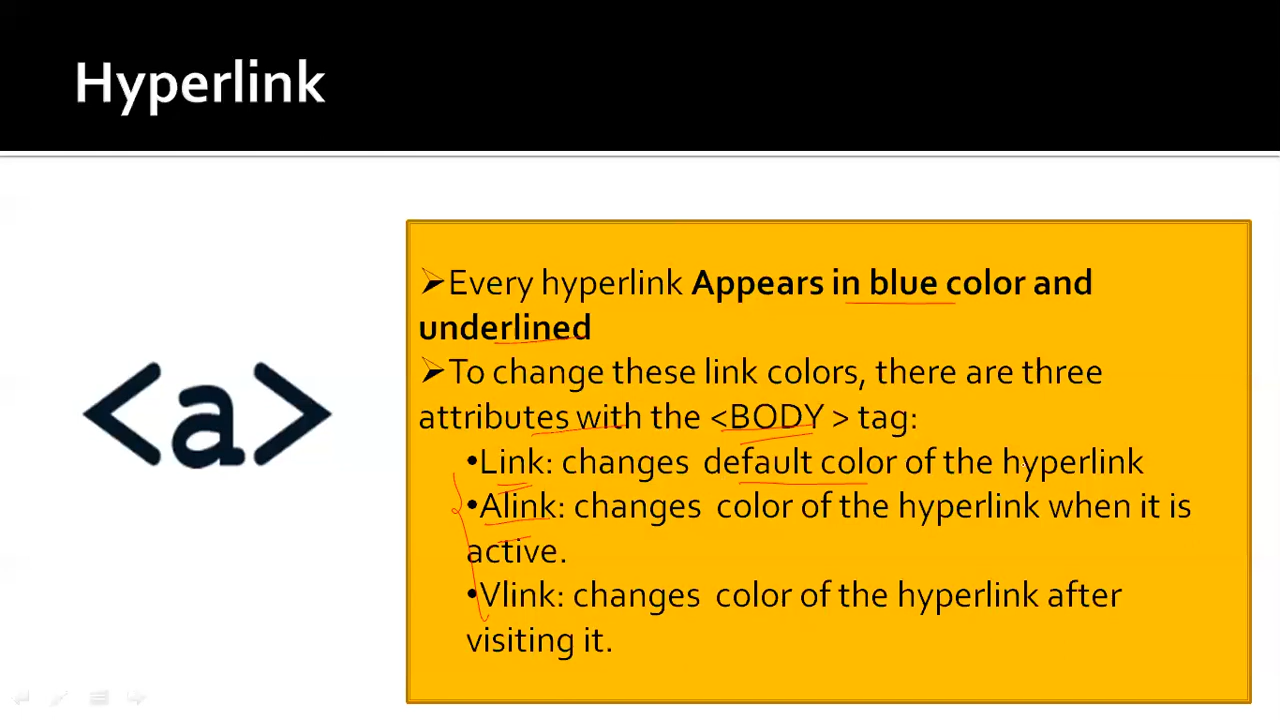 Hyperlink
<a>
➢Every hyperlink Appears in blue color and
underlined
➢To change these link colors, there are three
attributes with the <BODY > tag:
•Link: changes default color of the hyperlink
•Alink: changes color of the hyperlink when it is
active.
•Vlink: changes color of the hyperlink after
visiting it.